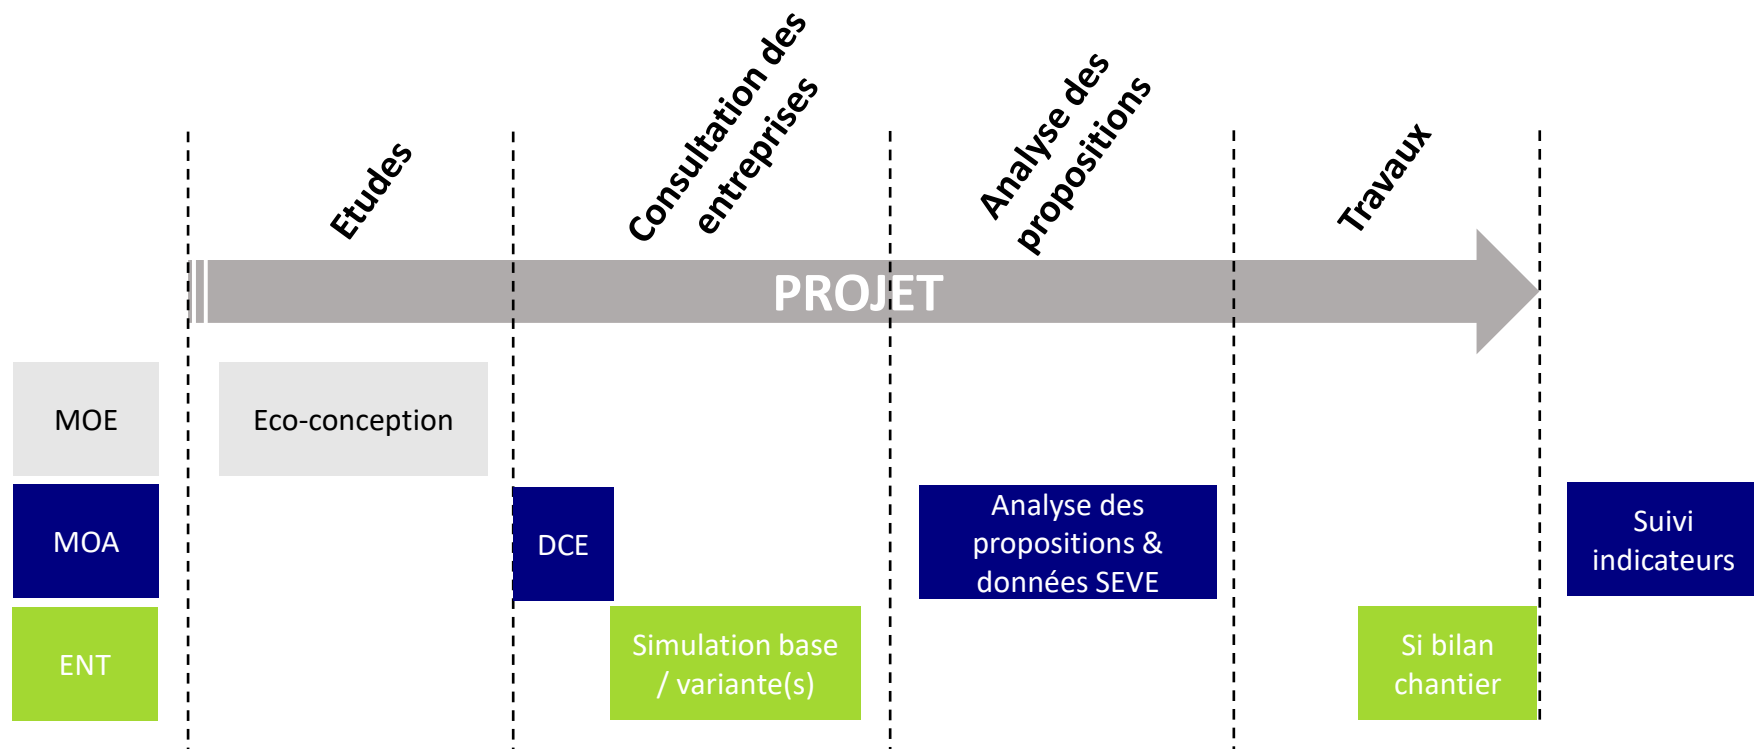 Etudes
Consultation des
entreprises
Analyse des
propositions
Travaux
PROJET
MOE
Eco-conception
MOA
DCE
Analyse des
propositions &
données SEVE
Suivi
indicateurs
ENT
Simulation base
/ variante(s)
Si bilan
chantier